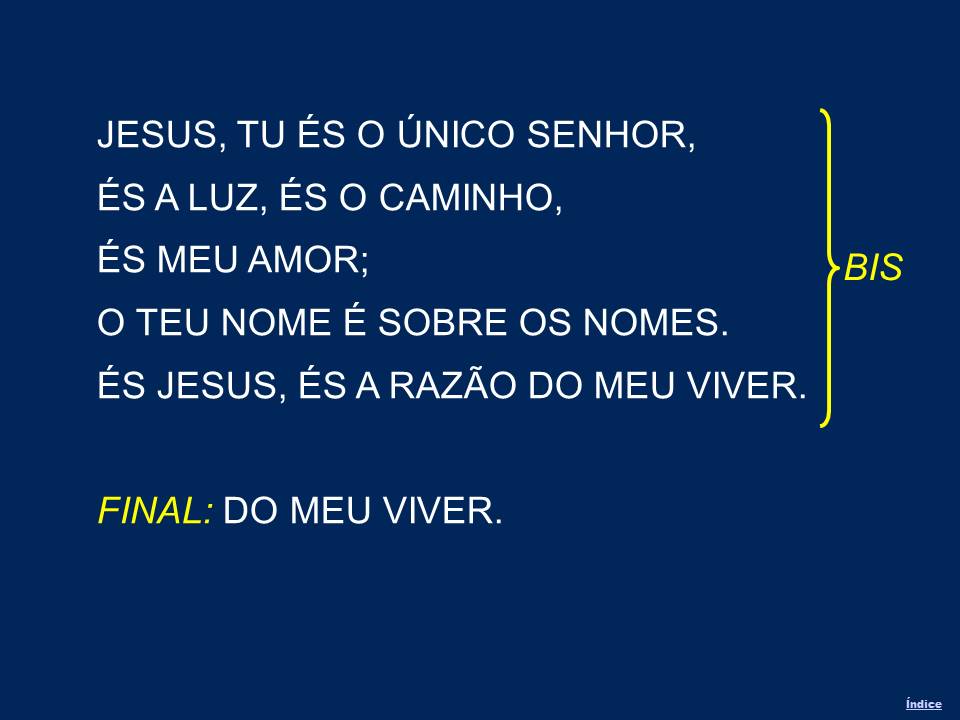 JESUS, TU ÉS O ÚNICO SENHOR,
ÉS A LUZ, ÉS O CAMINHO,
ÉS MEU AMOR;
O TEU NOME É SOBRE OS NOMES.
ÉS JESUS, ÉS A RAZÃO DO MEU VIVER.
BIS
FINAL: DO MEU VIVER.
Índice